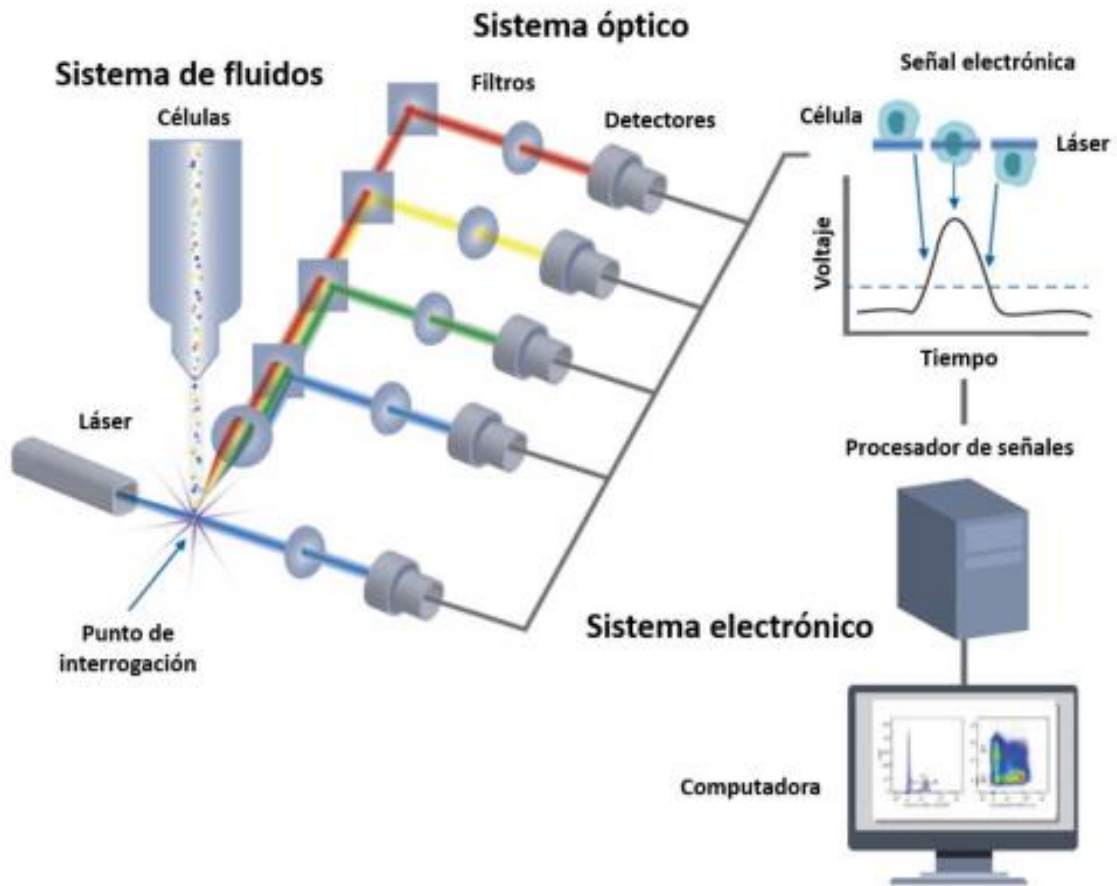 Sistema óptico
Sistema de fluidos
Células
Filtros
Detectores
Señal electrónica
Célula
Láser
Voltaje
Tiempo
Láser
Punto de
interrogación
Procesador de señales
Sistema electrónico
Computadora